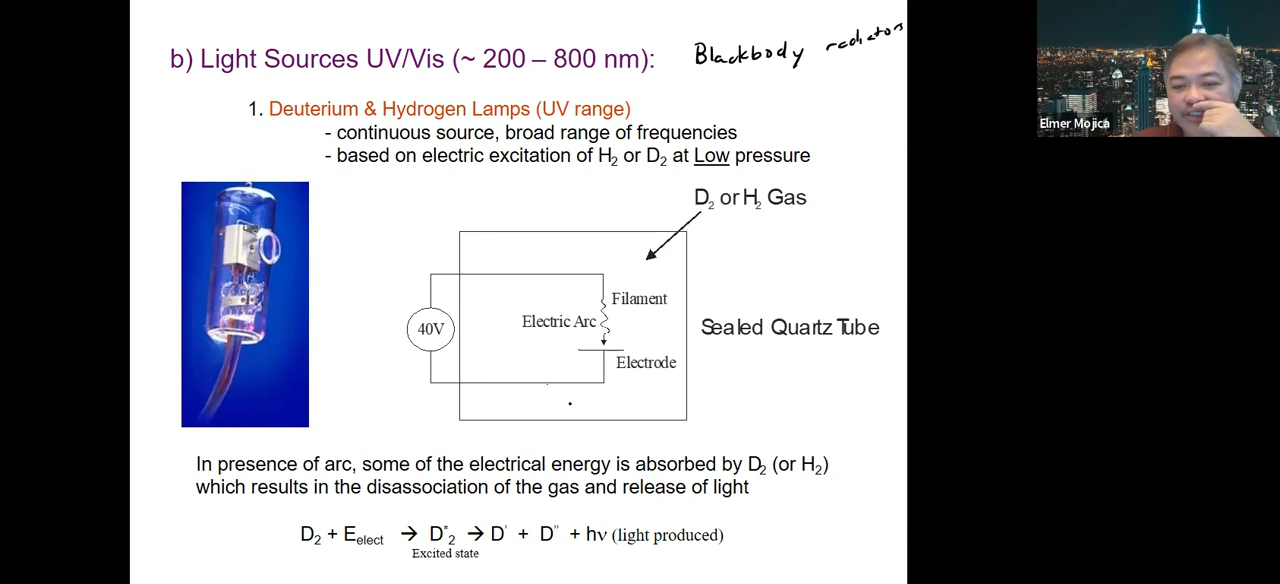 b) Light Sources UV/Vis (~ 200 – 800 nm):
Blackbody radiators
1. Deuterium & Hydrogen Lamps (UV range)
- continuous source, broad range of frequencies
- based on electric excitation of H₂ or D₂ at Low pressure
D₂ or H₂ Gas
Filament
Electric Arc
40V
Sealed Quartz Tube
Electrode
In presence of arc, some of the electrical energy is absorbed by D₂ (or H₂)
which results in the disassociation of the gas and release of light
D₂ + Eelect → D*₂ → D' + D'' + hν (light produced)
Excited state
Elmer Mojica